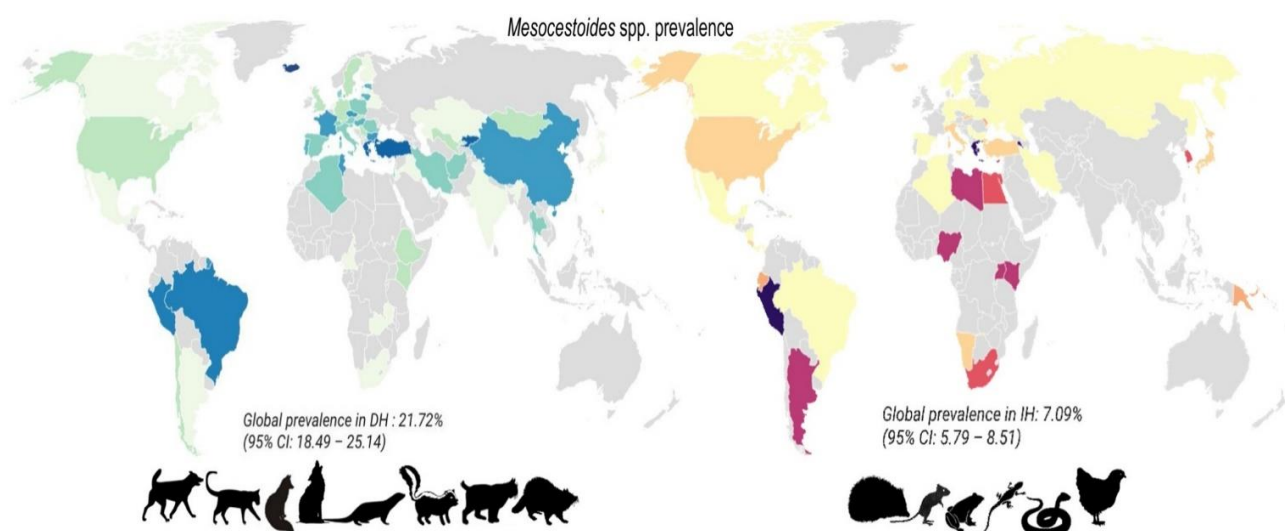 Mesocestoides spp. prevalence
Global prevalence in DH : 21.72%
(95% CI: 18.49 – 25.14)
Global prevalence in IH: 7.09%
(95% CI: 5.79 – 8.51)